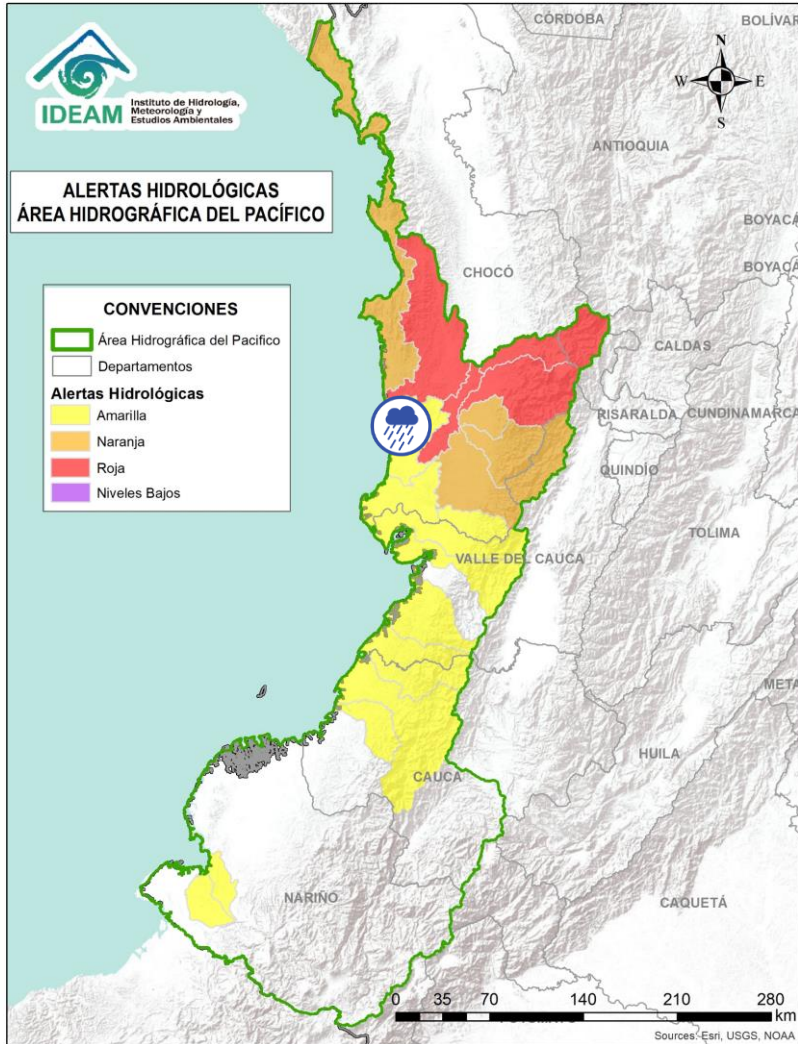 CÓRDOBA
BOLÍVAR
IDEAM
Instituto de Hidrología,
Meteorología y
Estudios Ambientales
N
W
E
S
ANTIOQUIA
ALERTAS HIDROLÓGICAS
ÁREA HIDROGRÁFICA DEL PACÍFICO
BOYACÁ
CHOCÓ
BOYACÁ
CONVENCIONES
Área Hidrográfica del Pacífico
Departamentos
Alertas Hidrológicas
Amarilla
Naranja
Roja
Niveles Bajos
CALDAS
RISARALDA
CUNDINAMARCA
QUINDÍO
TOLIMA
VALLE DEL CAUCA
META
HUILA
CAUCA
NARIÑO
CAQUETÁ
0 35 70 140 210 280
km
Sources: Esri, USGS, NOAA